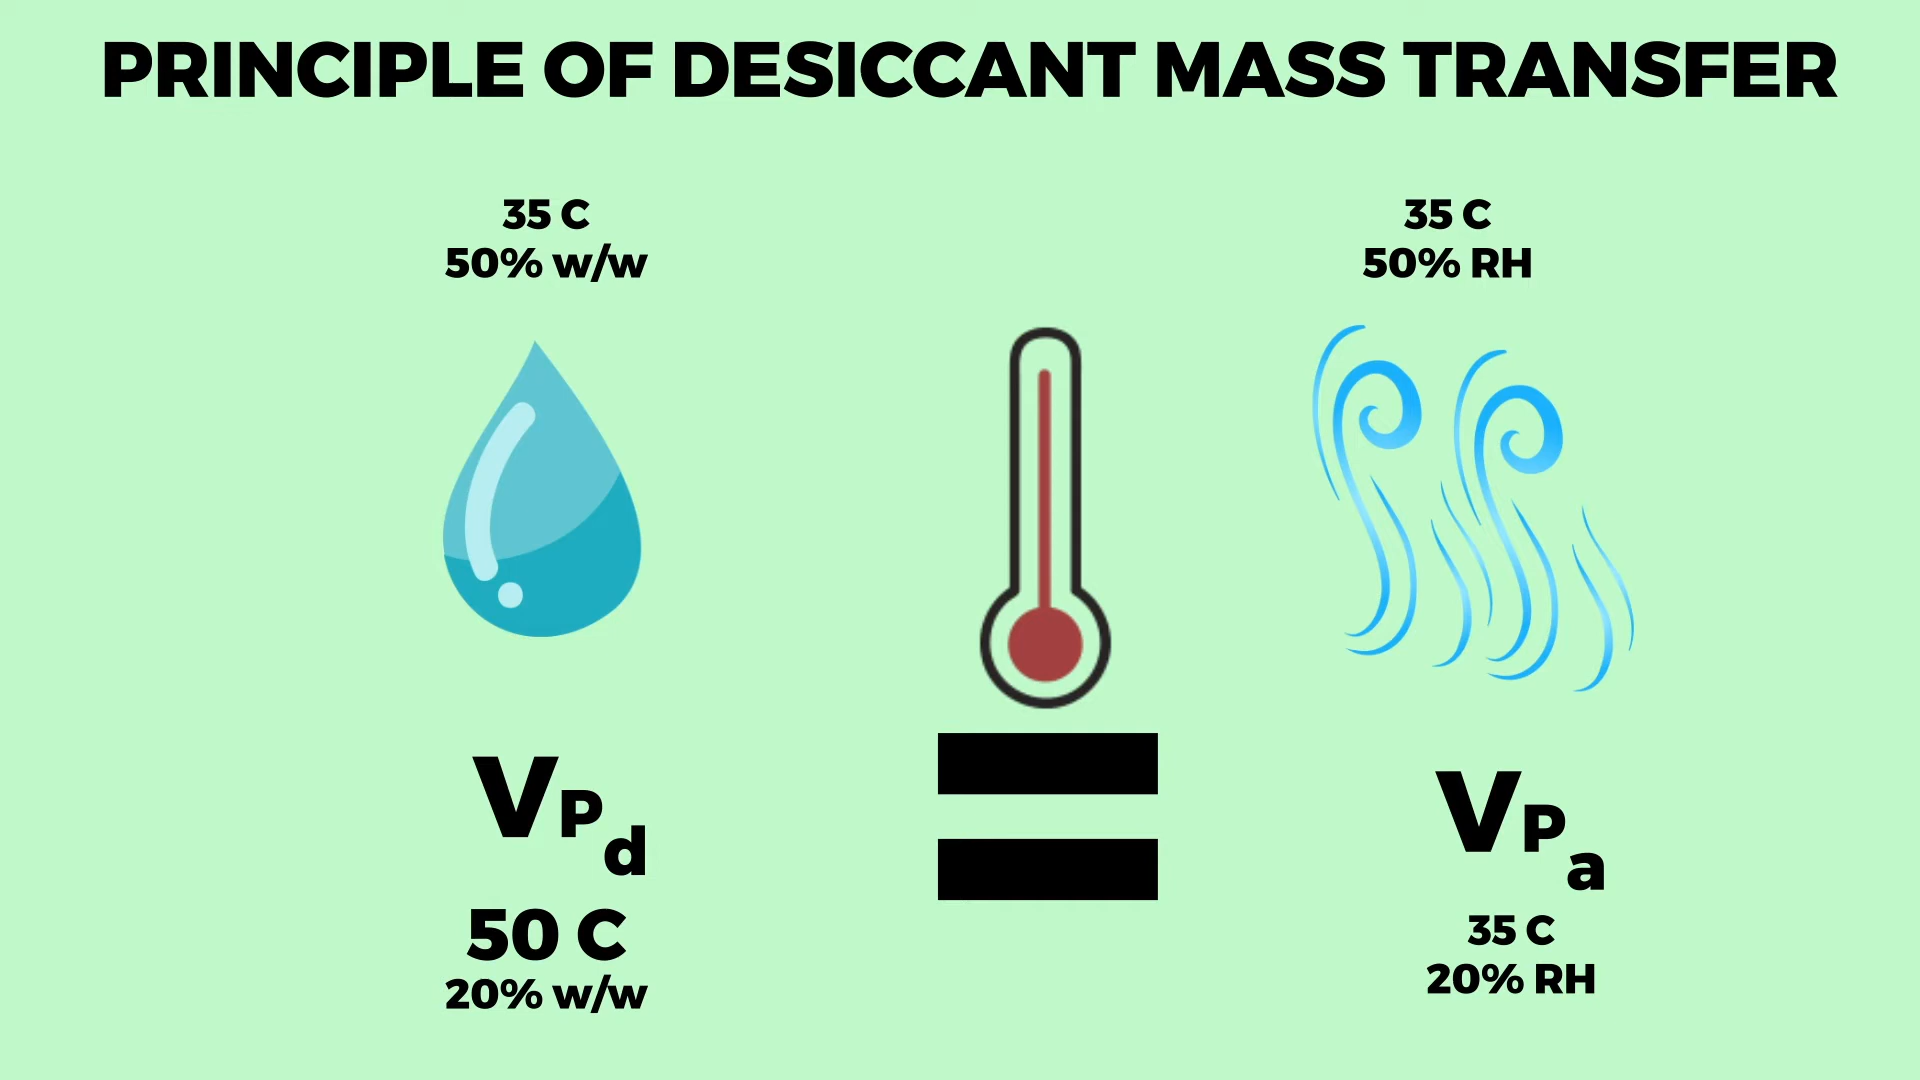 PRINCIPLE OF DESICCANT MASS TRANSFER
35 C
50% w/w
35 C
50% RH
VPd
50 C
20% w/w
VPa
35 C
20% RH